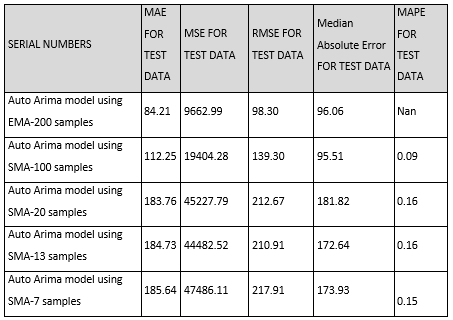 SERIAL NUMBERS
MAE
FOR
TEST
DATA
MSE FOR
TEST DATA
RMSE FOR
TEST DATA
Median
Absolute Error
FOR TEST DATA
MAPE
FOR
TEST
DATA
Auto Arima model using
EMA-200 samples
84.21
9662.99
98.30
96.06
Nan
Auto Arima model using
SMA-100 samples
112.25
19404.28
139.30
95.51
0.09
Auto Arima model using
SMA-20 samples
183.76
45227.79
212.67
181.82
0.16
Auto Arima model using
SMA-13 samples
184.73
44482.52
210.91
172.64
0.16
Auto Arima model using
SMA-7 samples
185.64
47486.11
217.91
173.93
0.15